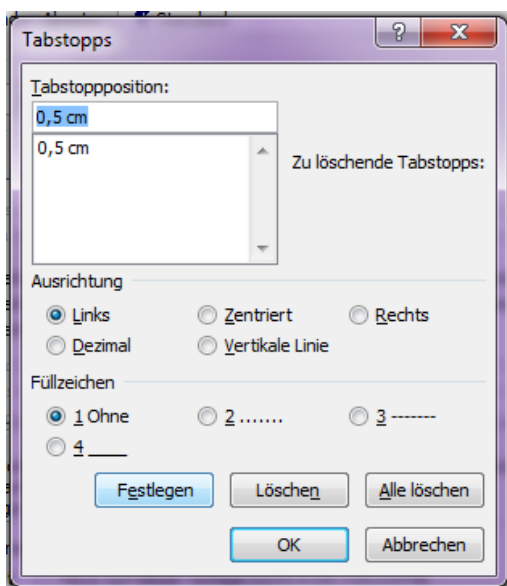 Tabstopps
Tabstoppposition:
0,5 cm
0,5 cm
Zu löschende Tabstopps:
Ausrichtung
Links Zentriert Rechts
Dezimal Vertikale Linie
Füllzeichen
1 Ohne 2 ....... 3 -------
4 ____
Festlegen Löschen Alle löschen
OK Abbrechen